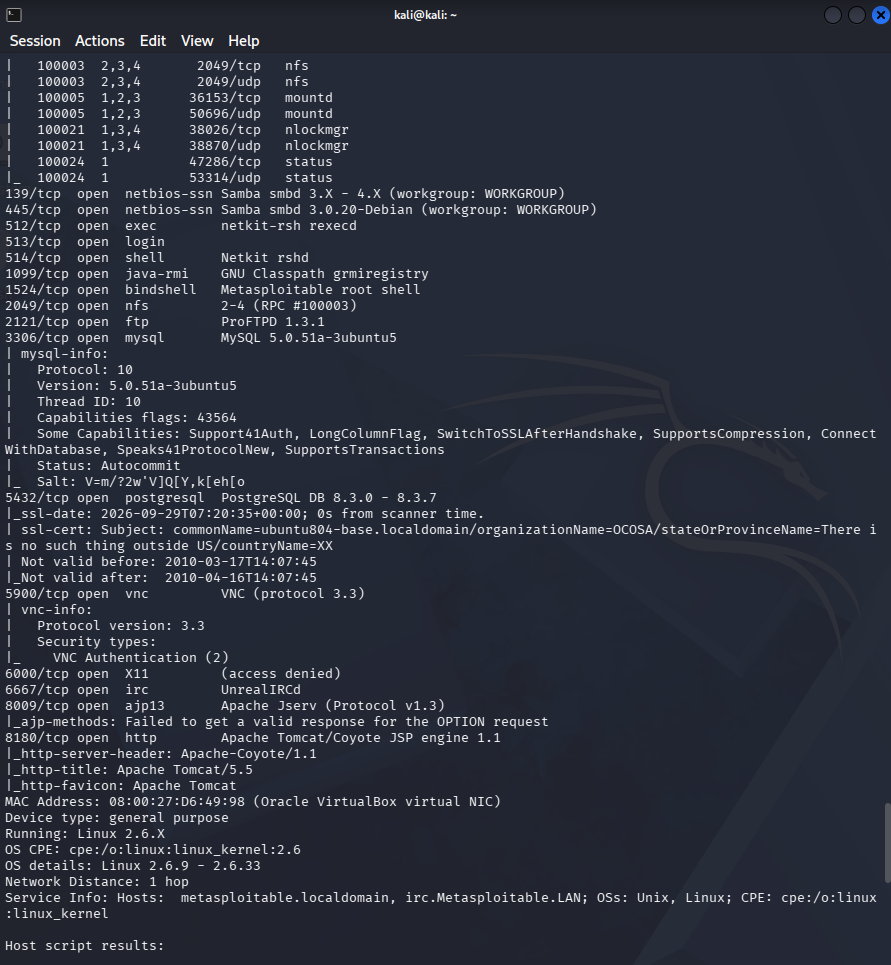 kali@kali: ~
Session Actions Edit View Help
|   100003  2,3,4       2049/tcp   nfs
|   100003  2,3,4       2049/udp   nfs
|   100005  1,2,3      36153/tcp   mountd
|   100005  1,2,3      50696/udp   mountd
|   100021  1,3,4      38026/tcp   nlockmgr
|   100021  1,3,4      38870/udp   nlockmgr
|   100024  1          47286/tcp   status
|_  100024  1          53314/udp   status
139/tcp  open  netbios-ssn Samba smbd 3.X - 4.X (workgroup: WORKGROUP)
445/tcp  open  netbios-ssn Samba smbd 3.0.20-Debian (workgroup: WORKGROUP)
512/tcp  open  exec        netkit-rsh rexecd
513/tcp  open  login
514/tcp  open  shell       Netkit rshd
1099/tcp open  java-rmi    GNU Classpath grmiregistry
1524/tcp open  bindshell   Metasploitable root shell
2049/tcp open  nfs         2-4 (RPC #100003)
2121/tcp open  ftp         ProFTPD 1.3.1
3306/tcp open  mysql       MySQL 5.0.51a-3ubuntu5
| mysql-info:
|   Protocol: 10
|   Version: 5.0.51a-3ubuntu5
|   Thread ID: 10
|   Capabilities flags: 43564
|   Some Capabilities: Support41Auth, LongColumnFlag, SwitchToSSLAfterHandshake, SupportsCompression, Connect
WithDatabase, Speaks41ProtocolNew, SupportsTransactions
|   Status: Autocommit
|_  Salt: V=m/?2w'V]Q[Y,k[eh[o
5432/tcp open  postgresql  PostgreSQL DB 8.3.0 - 8.3.7
|_ssl-date: 2026-09-29T07:20:35+00:00; 0s from scanner time.
| ssl-cert: Subject: commonName=ubuntu804-base.localdomain/organizationName=OCOSA/stateOrProvinceName=There i
s no such thing outside US/countryName=XX
| Not valid before: 2010-03-17T14:07:45
|_Not valid after:  2010-04-16T14:07:45
5900/tcp open  vnc         VNC (protocol 3.3)
| vnc-info:
|   Protocol version: 3.3
|   Security types:
|_    VNC Authentication (2)
6000/tcp open  X11         (access denied)
6667/tcp open  irc         UnrealIRCd
8009/tcp open  ajp13       Apache Jserv (Protocol v1.3)
|_ajp-methods: Failed to get a valid response for the OPTION request
8180/tcp open  http        Apache Tomcat/Coyote JSP engine 1.1
|_http-server-header: Apache-Coyote/1.1
|_http-title: Apache Tomcat/5.5
|_http-favicon: Apache Tomcat
MAC Address: 08:00:27:D6:49:98 (Oracle VirtualBox virtual NIC)
Device type: general purpose
Running: Linux 2.6.X
OS CPE: cpe:/o:linux:linux_kernel:2.6
OS details: Linux 2.6.9 - 2.6.33
Network Distance: 1 hop
Service Info: Hosts:  metasploitable.localdomain, irc.Metasploitable.LAN; OSs: Unix, Linux; CPE: cpe:/o:linux
:linux_kernel
Host script results: